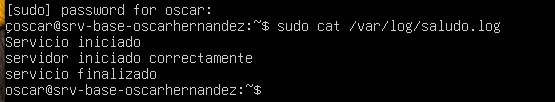 [sudo] password for oscar:
çoscar@srv-base-oscarhernandez:~$ sudo cat /var/log/saludo.log
Servicio iniciado
servidor iniciado correctamente
servicio finalizado
oscar@srv-base-oscarhernandez:~$